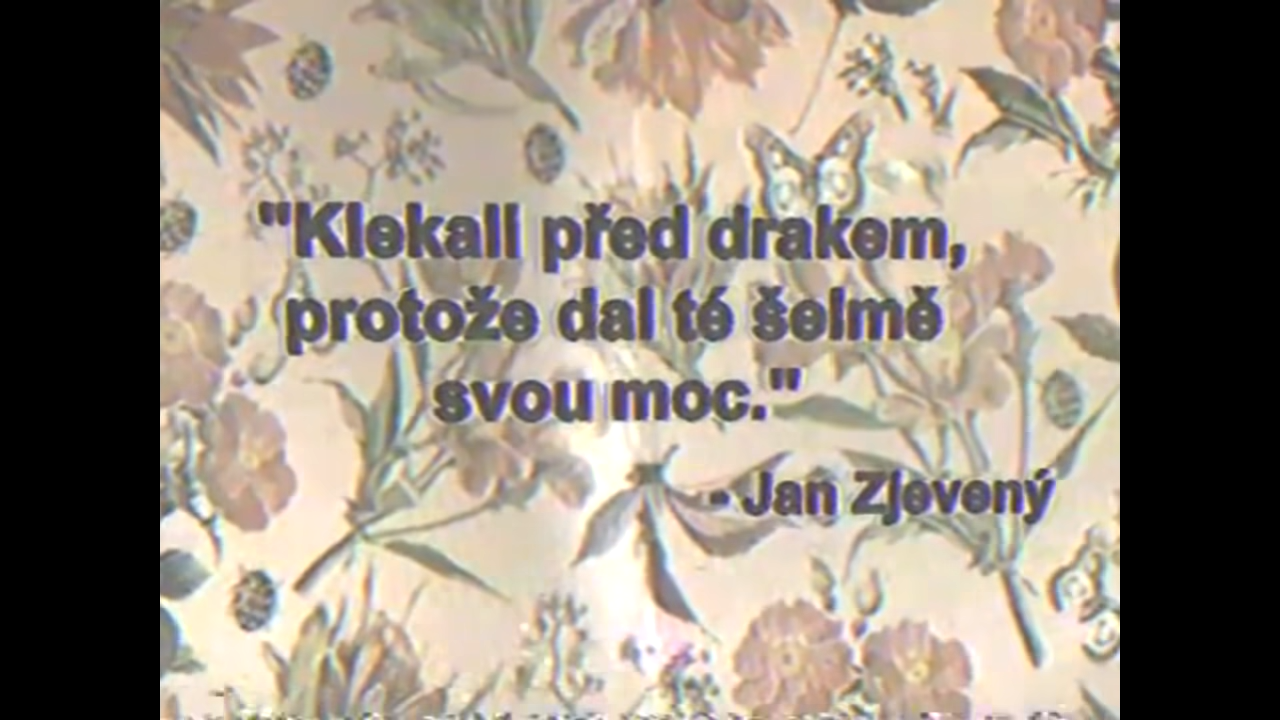 "Klekali před drakem,
protože dal té šelmě
svou moc."
- Jan Zjevený